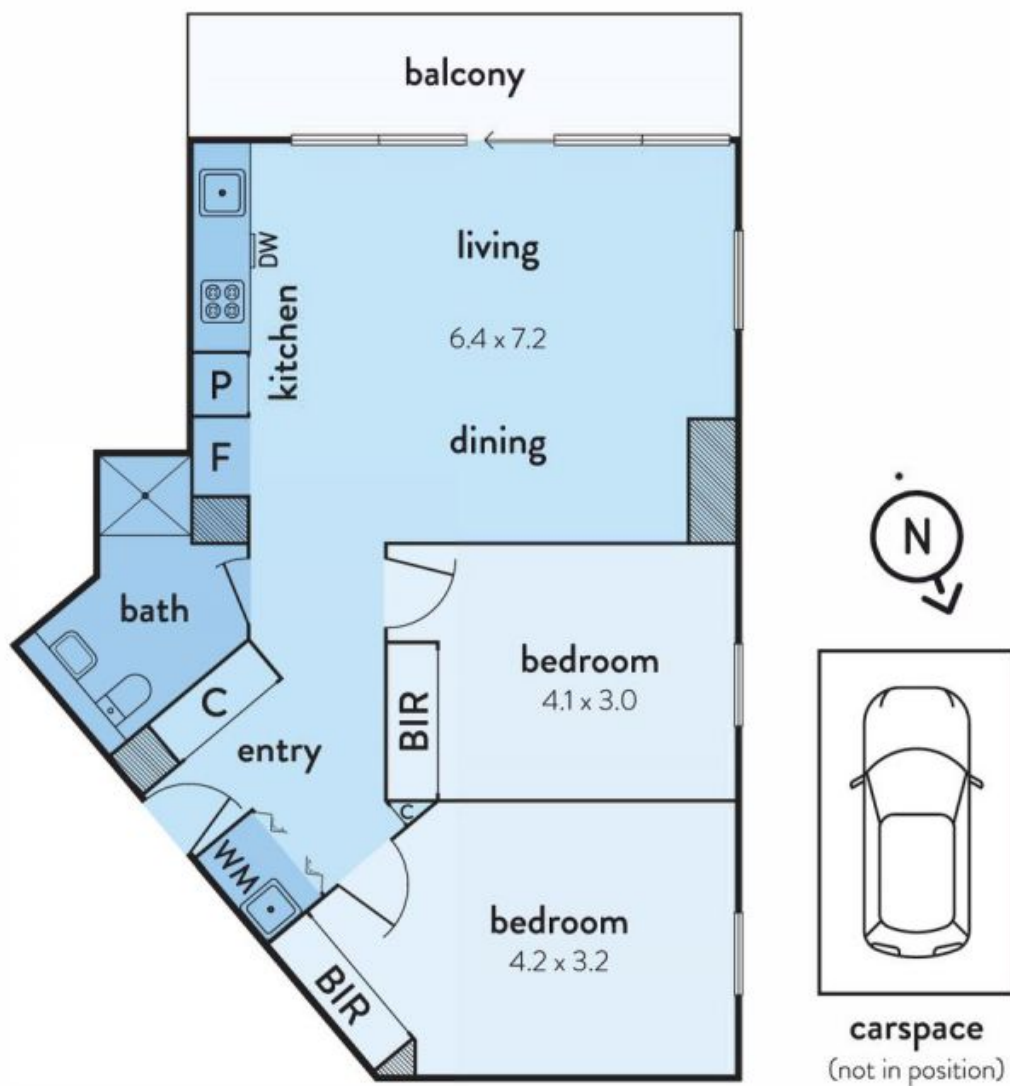 balcony
DW
kitchen
living
6.4 x 7.2
P
F
dining
N
bath
bedroom
4.1 x 3.0
C
BIR
entry
C
WM
bedroom
4.2 x 3.2
BIR
carspace
(not in position)